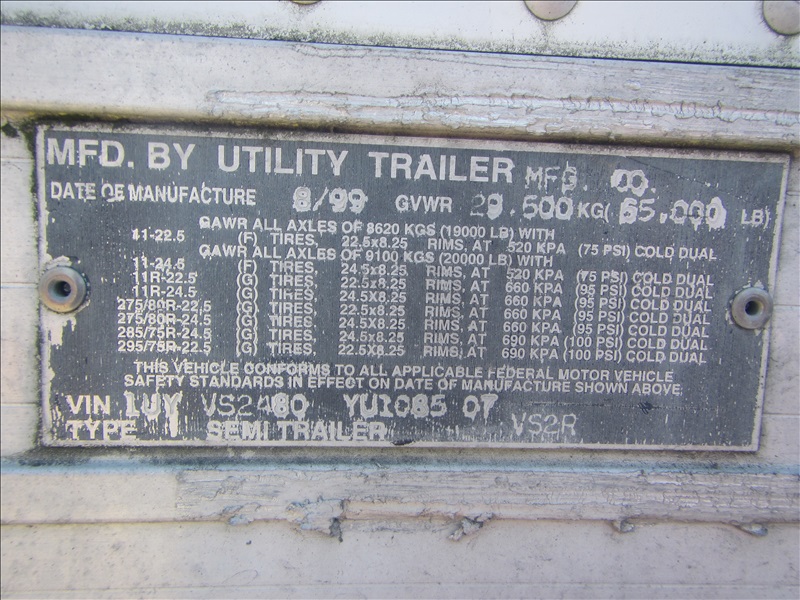 MFD. BY UTILITY TRAILER MFG. CO.
DATE OF MANUFACTURE 8/99 GVWR 29.500 KG( 65.000 LB)
GAWR ALL AXLES OF 8620 KGS (19000 LB) WITH
11-22.5 (F) TIRES, 22.5x8.25 RIMS, AT 520 KPA (75 PSI) COLD DUAL
GAWR ALL AXLES OF 9100 KGS (20000 LB) WITH
11-24.5 (F) TIRES, 24.5x8.25 RIMS, AT 520 KPA (75 PSI) COLD DUAL
11R-22.5 (G) TIRES, 22.5x8.25 RIMS, AT 660 KPA (95 PSI) COLD DUAL
11R-24.5 (G) TIRES, 24.5X8.25 RIMS, AT 660 KPA (95 PSI) COLD DUAL
275/80R-22.5 (G) TIRES, 22.5X8.25 RIMS, AT 660 KPA (95 PSI) COLD DUAL
275/80R-24.5 (G) TIRES, 24.5X8.25 RIMS, AT 660 KPA (95 PSI) COLD DUAL
285/75R-24.5 (G) TIRES, 24.5x8.25 RIMS, AT 690 KPA (100 PSI) COLD DUAL
295/75R-22.5 (G) TIRES, 22.5X8.25 RIMS, AT 690 KPA (100 PSI) COLD DUAL
THIS VEHICLE CONFORMS TO ALL APPLICABLE FEDERAL MOTOR VEHICLE
SAFETY STANDARDS IN EFFECT ON DATE OF MANUFACTURE SHOWN ABOVE
VIN 1UY VS2480 YU1085 07
TYPE SEMITRAILER VS2R